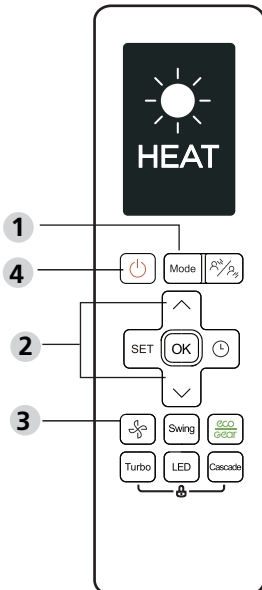 HEAT
1
4
Mode
2
SET
OK
3
Swing
eco
Gear
Turbo
LED
Cascade